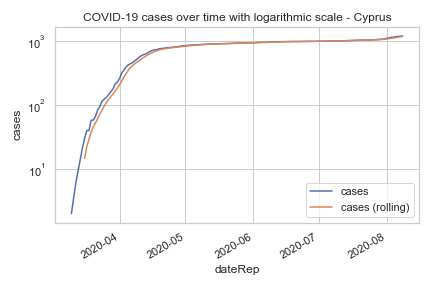 COVID-19 cases over time with logarithmic scale - Cyprus
10³
10²
10¹
cases
2020-04
2020-05
2020-06
2020-07
2020-08
dateRep
cases
cases (rolling)